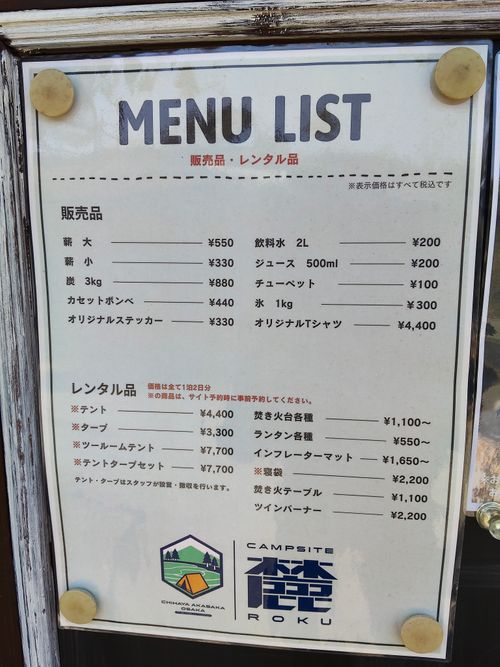 MENU LIST
販売品・レンタル品
※表示価格はすべて税込です
販売品
薪 大 ¥550
薪 小 ¥330
炭 3kg ¥880
カセットボンベ ¥440
オリジナルステッカー ¥330
飲料水 2L ¥200
ジュース 500ml ¥200
チューペット ¥100
氷 1kg ¥300
オリジナルTシャツ ¥4,400
レンタル品
価格は全て1泊2日分
※の商品は、サイト予約時に事前予約してください。
※テント ¥4,400
※タープ ¥3,300
※ツールームテント ¥7,700
※テントタープセット ¥7,700
テント・タープはスタッフが設営・撤収を行います。
焚き火台各種 ¥1,100〜
ランタン各種 ¥550〜
インフレーターマット ¥1,650〜
※寝袋 ¥2,200
焚き火テーブル ¥1,100
ツインバーナー ¥2,200
CHIHAYA AKASAKA
OSAKA
CAMPSITE
ROKU